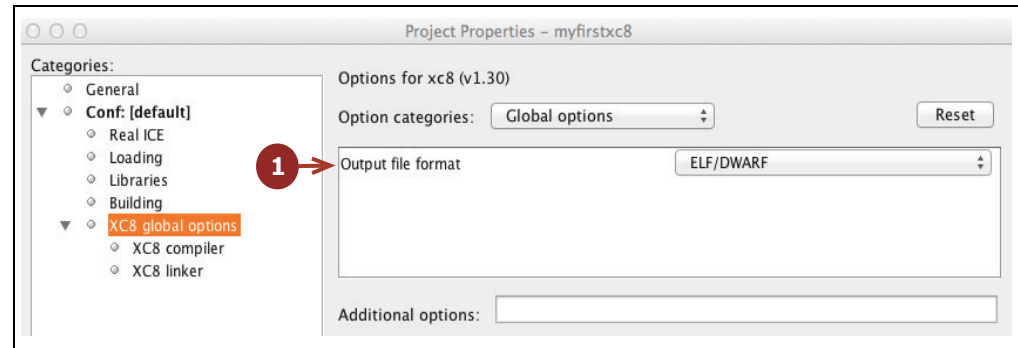 Project Properties – myfirstxc8
Categories:
General
Conf: [default]
Real ICE
Loading
Libraries
Building
XC8 global options
XC8 compiler
XC8 linker
Options for xc8 (v1.30)
Option categories: Global options Reset
1 Output file format ELF/DWARF
Additional options: